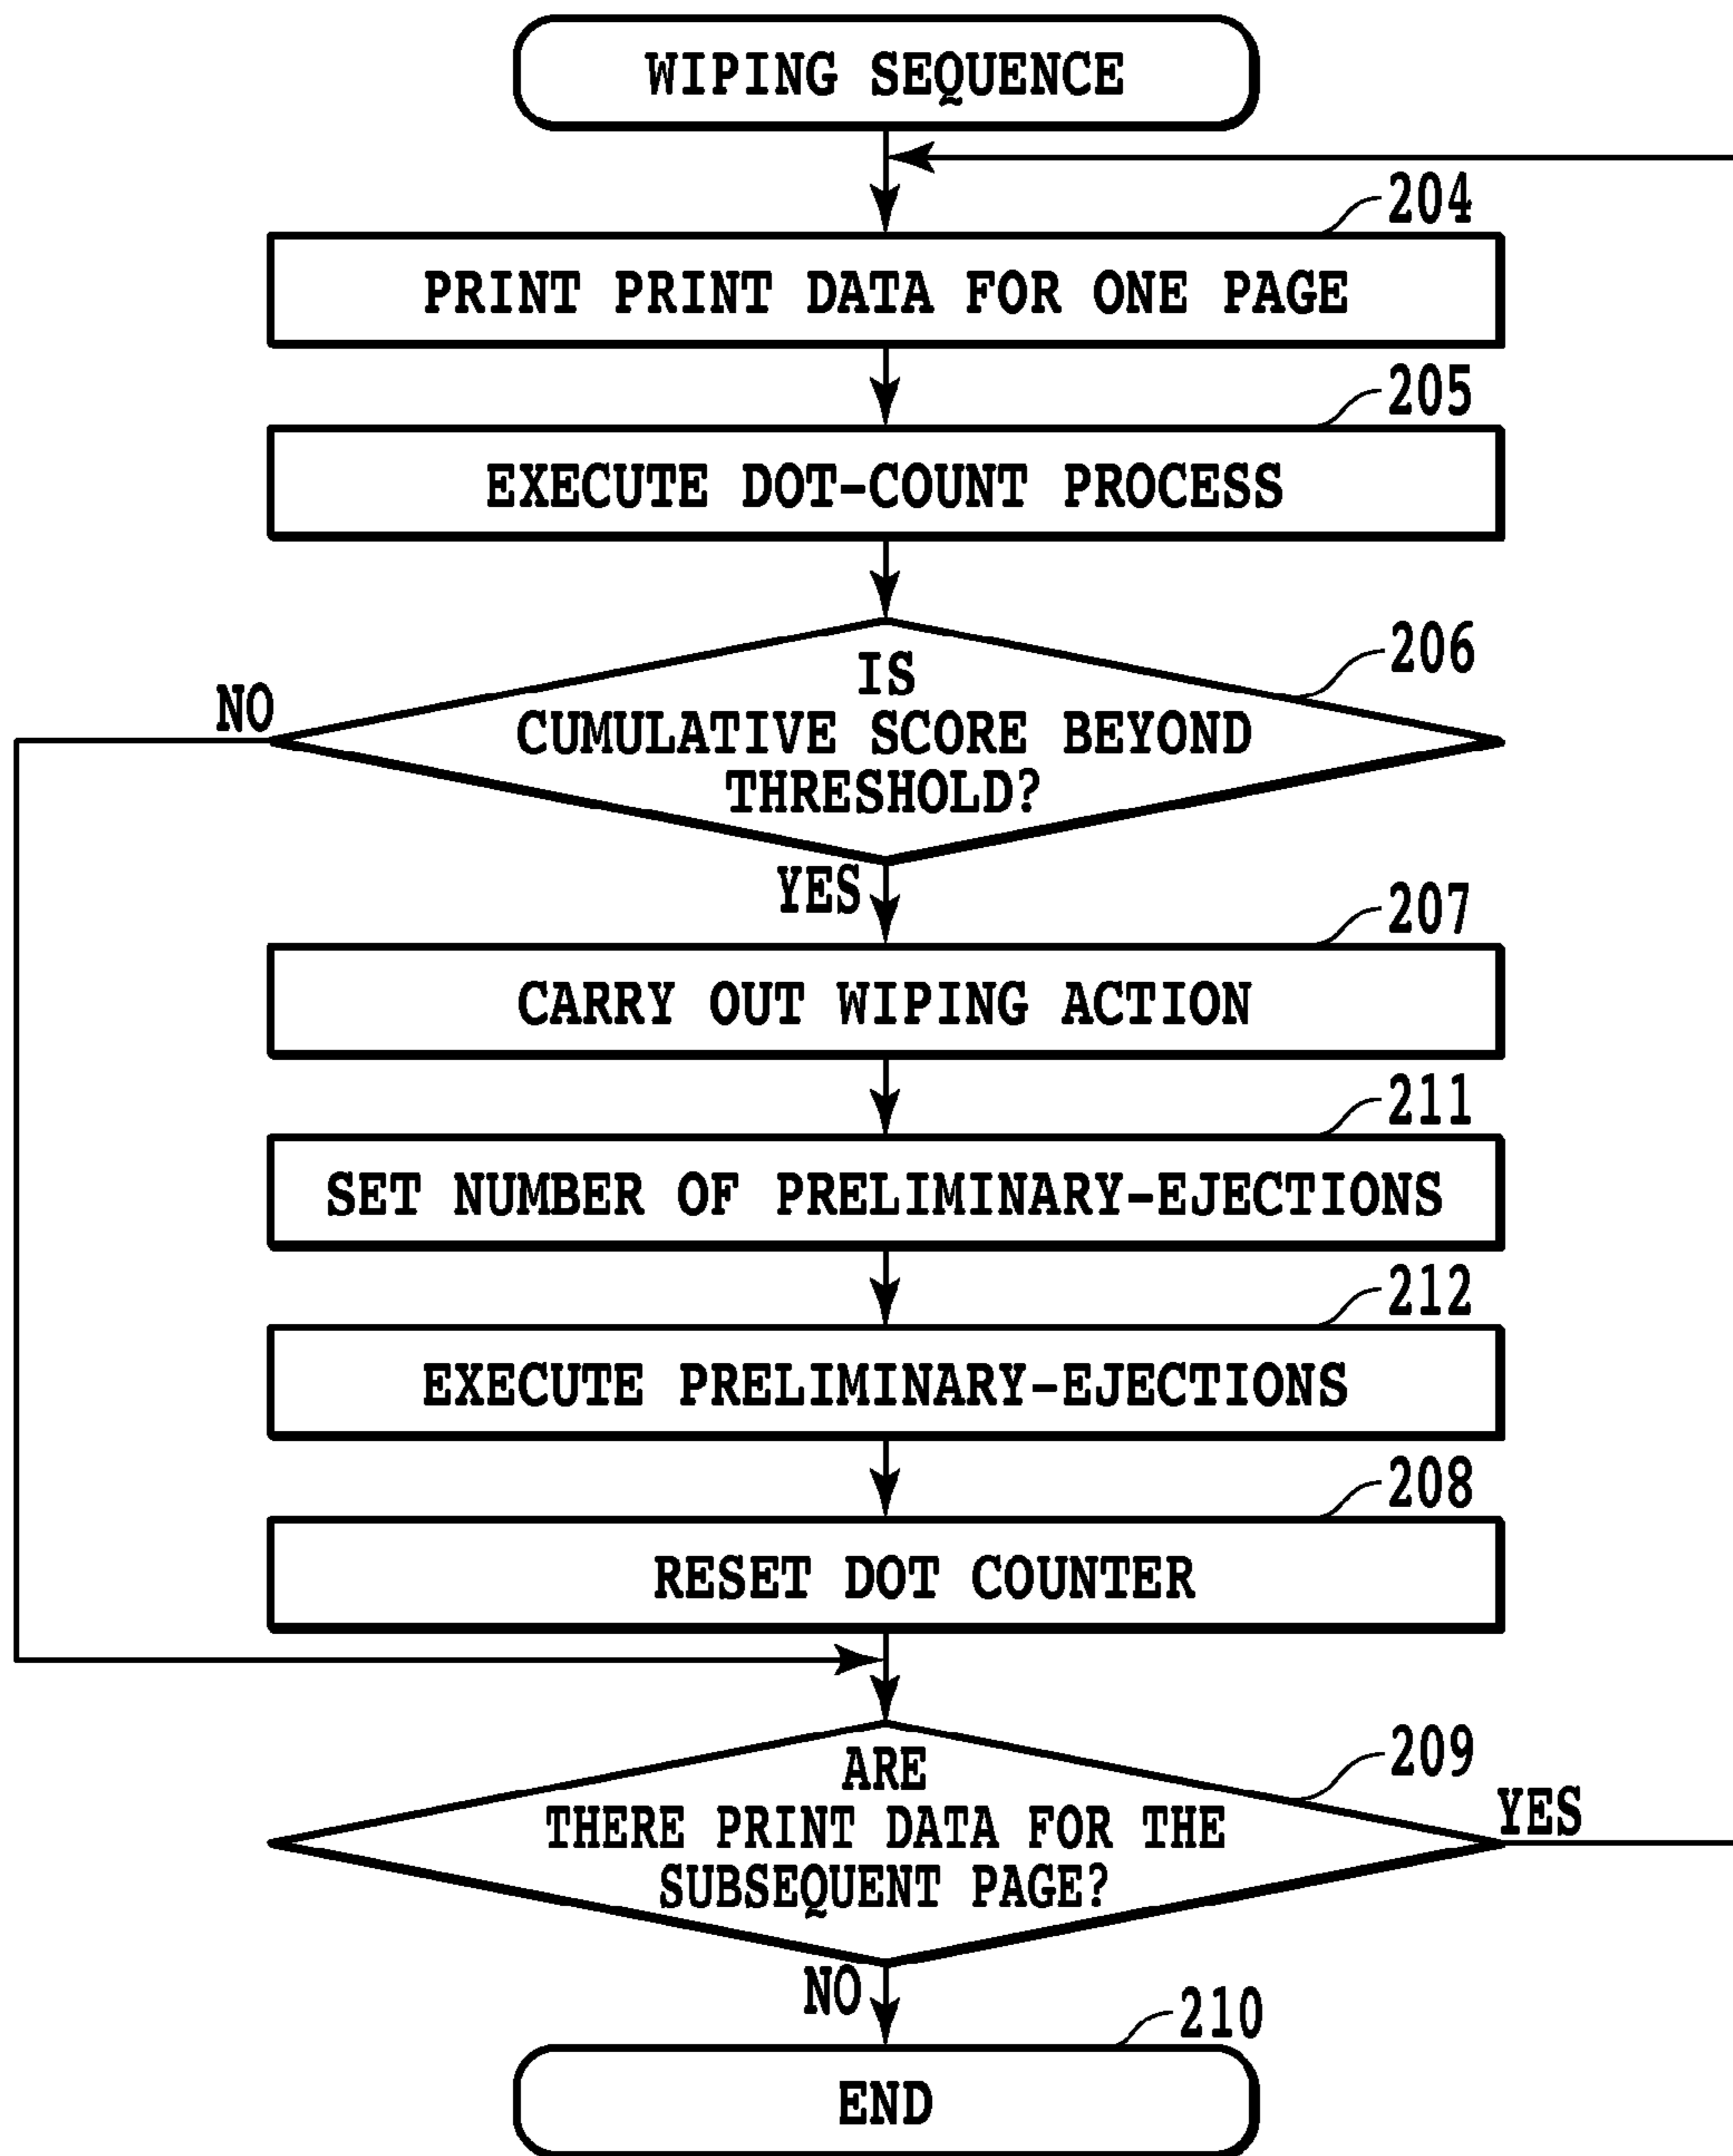 WIPING SEQUENCE
204
PRINT PRINT DATA FOR ONE PAGE
205
EXECUTE DOT-COUNT PROCESS
206
IS
NO
CUMULATIVE SCORE BEYOND
THRESHOLD?
YES
207
CARRY OUT WIPING ACTION
211
SET NUMBER OF PRELIMINARY-EJECTIONS
212
EXECUTE PRELIMINARY-EJECTIONS
208
RESET DOT COUNTER
209
ARE
YES
THERE PRINT DATA FOR THE
SUBSEQUENT PAGE?
NO
210
END